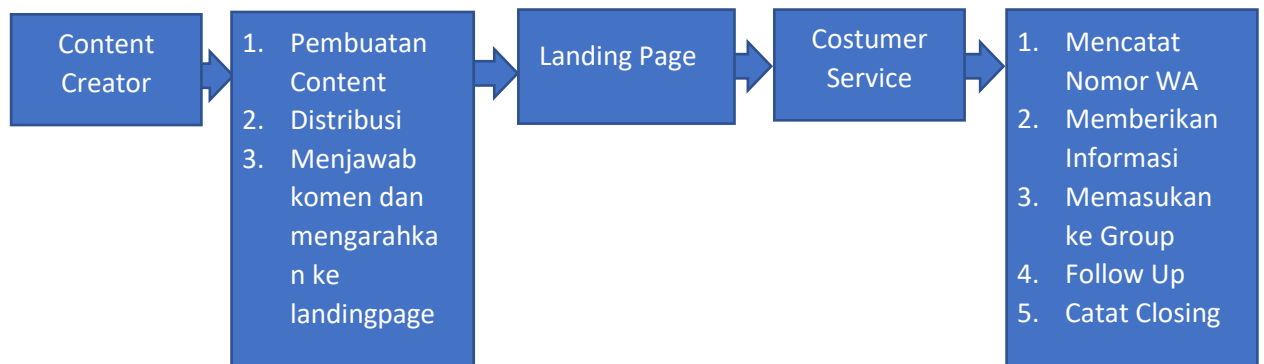 Content
Creator
1. Pembuatan
Content
2. Distribusi
3. Menjawab
komen dan
mengarahka
n ke
landingpage
Landing Page
Costumer
Service
1. Mencatat
Nomor WA
2. Memberikan
Informasi
3. Memasukan
ke Group
4. Follow Up
5. Catat Closing